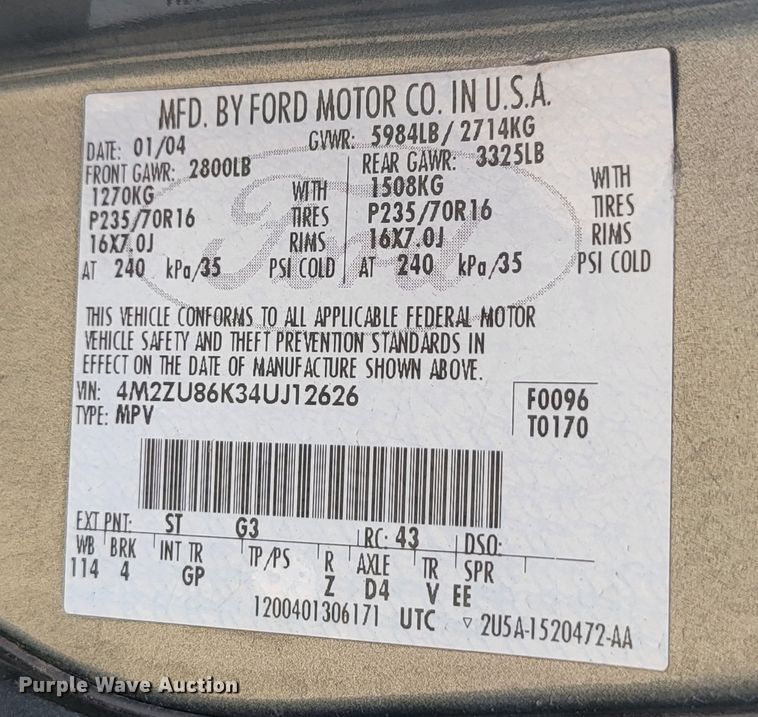 MFD. BY FORD MOTOR CO. IN U.S.A.
DATE: 01/04 GVWR: 5984LB/ 2714KG
FRONT GAWR: 2800LB REAR GAWR: 3325LB
1270KG WITH 1508KG WITH
P235/70R16 TIRES P235/70R16 TIRES
16X7.0J RIMS 16X7.0J RIMS
AT 240 kPa/35 PSI COLD AT 240 kPa/35 PSI COLD
Ford
THIS VEHICLE CONFORMS TO ALL APPLICABLE FEDERAL MOTOR
VEHICLE SAFETY AND THEFT PREVENTION STANDARDS IN
EFFECT ON THE DATE OF MANUFACTURE SHOWN ABOVE.
VIN: 4M2ZU86K34UJ12626 F0096
TYPE: MPV T0170
EXT PNT: ST G3 RC: 43 DSO:
WB BRK INT TR TP/PS R AXLE TR SPR
114 4 GP Z D4 V EE
1200401306171 UTC ▽ 2U5A-1520472-AA
Purple Wave Auction